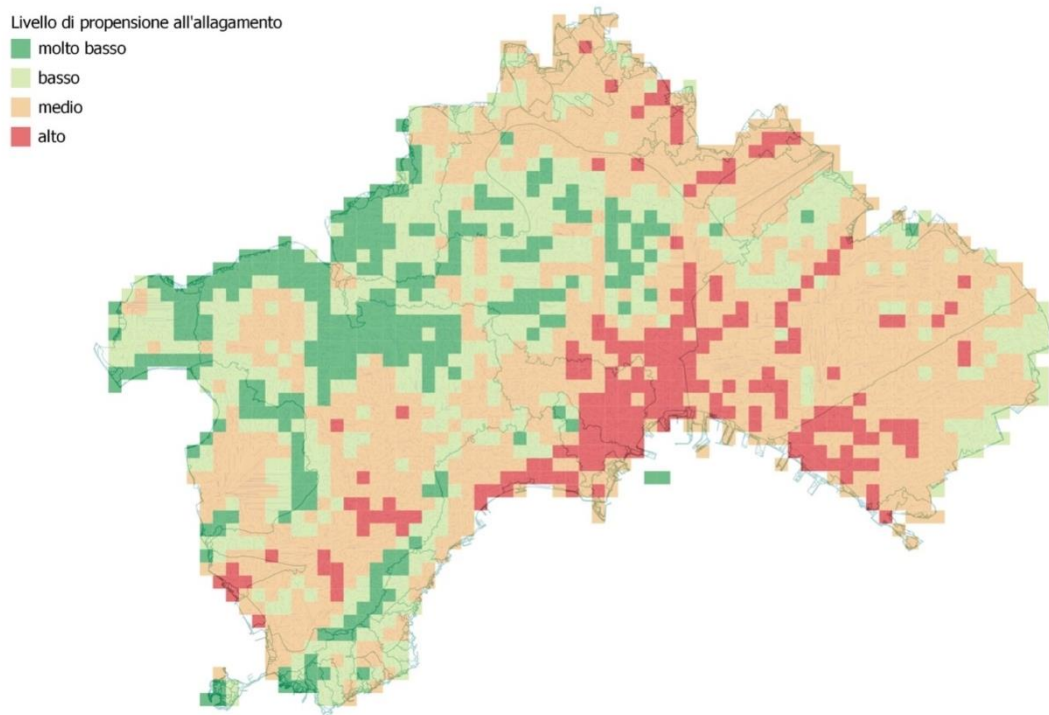 Livello di propensione all'allagamento
molto basso
basso
medio
alto